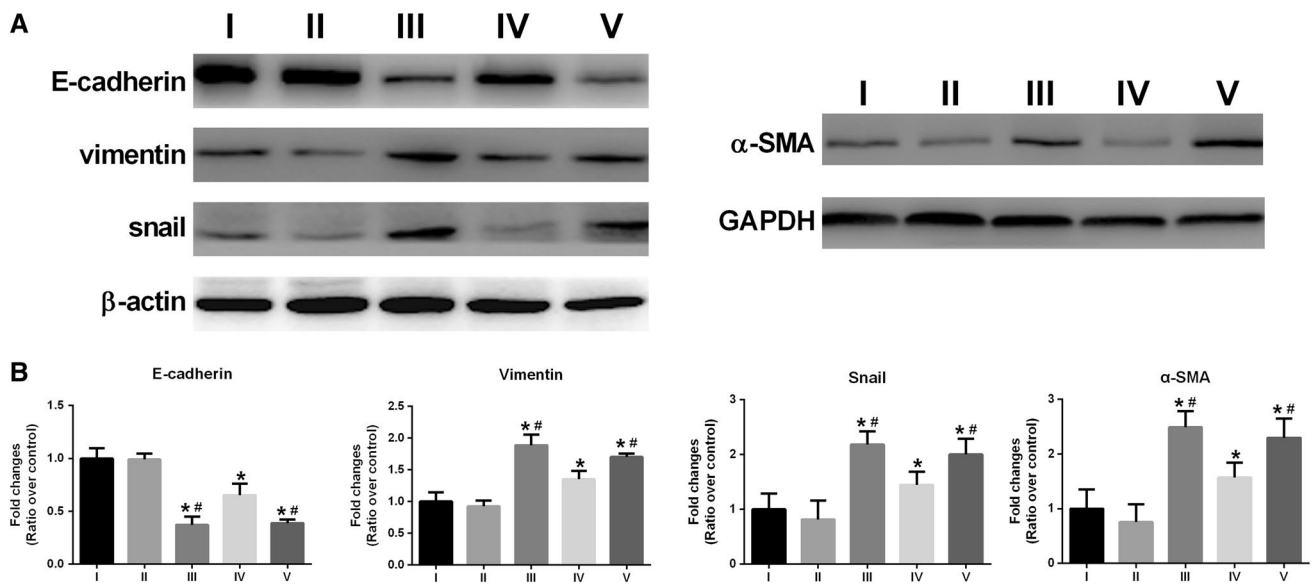 A
I II III IV V
E-cadherin
vimentin
snail
β-actin
I II III IV V
α-SMA
GAPDH
B
E-cadherin
Fold changes
(Ratio over control)
1.5
1.0
0.5
0.0
* #
*
* #
I II III IV V
Vimentin
Fold changes
(Ratio over control)
2.5
2.0
1.5
1.0
0.5
0.0
* #
*
* #
I II III IV V
Snail
Fold changes
(Ratio over control)
3
2
1
0
* #
*
* #
I II III IV V
α-SMA
Fold changes
(Ratio over control)
3
2
1
0
* #
*
* #
I II III IV V